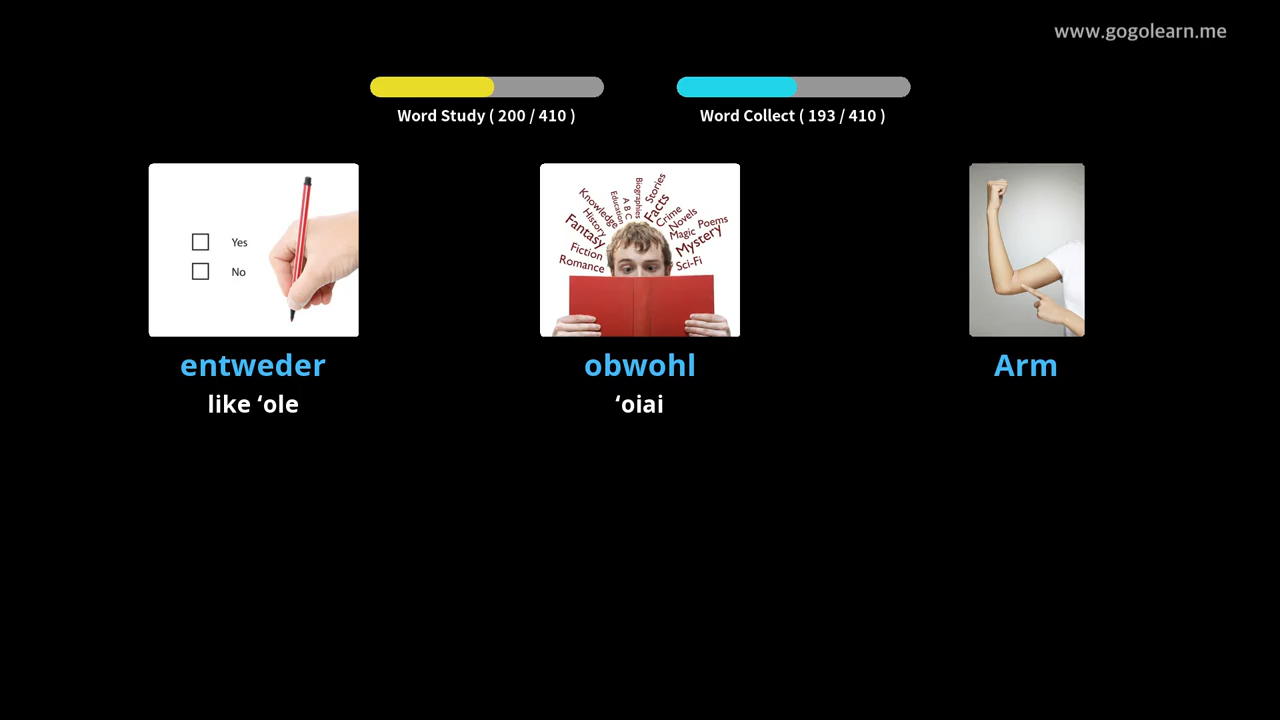 www.gogolearn.me
Word Study ( 200 / 410 )
Word Collect ( 193 / 410 )
Yes
No
Knowledge
History
Fantasy
Fiction
Romance
Education
A B C
Biographies
Stories
Facts
Crime
Novels
Magic
Poems
Mystery
Sci-Fi
entweder
obwohl
Arm
like ‘ole
‘oiai